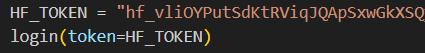 HF_TOKEN = "hf_vliOYPutSdKtRViqJQApSxwGkXSQ
login(token=HF_TOKEN)